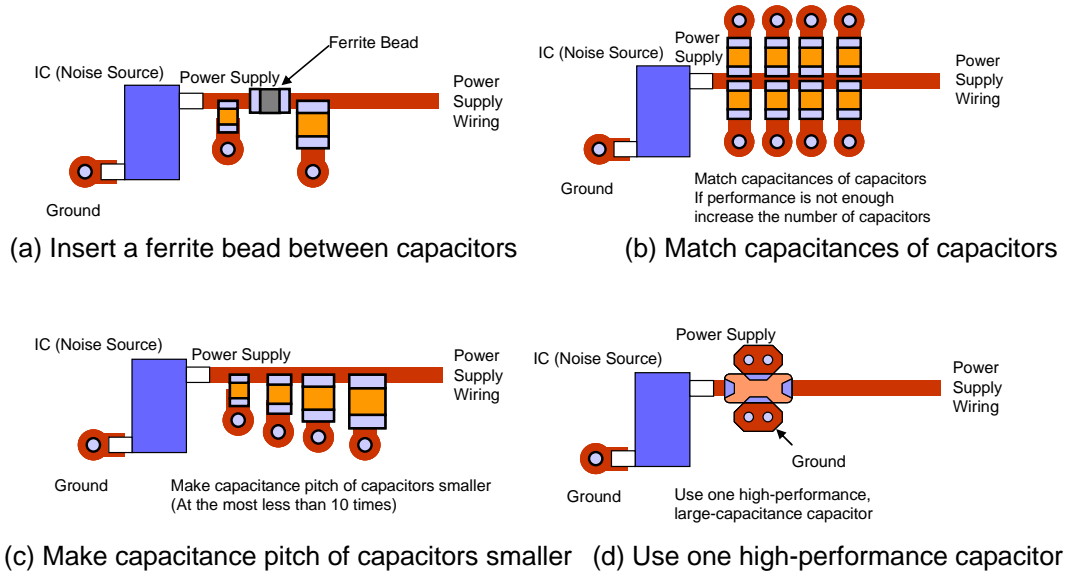 Ferrite Bead
IC (Noise Source)
Power Supply
Power
Supply
Wiring
Ground
(a) Insert a ferrite bead between capacitors
Power
Supply
IC (Noise Source)
Power
Supply
Wiring
Ground
Match capacitances of capacitors
If performance is not enough
increase the number of capacitors
(b) Match capacitances of capacitors
IC (Noise Source)
Power Supply
Power
Supply
Wiring
Ground
Make capacitance pitch of capacitors smaller
(At the most less than 10 times)
(c) Make capacitance pitch of capacitors smaller
Power Supply
IC (Noise Source)
Power
Supply
Wiring
Ground
Ground
Use one high-performance,
large-capacitance capacitor
(d) Use one high-performance capacitor